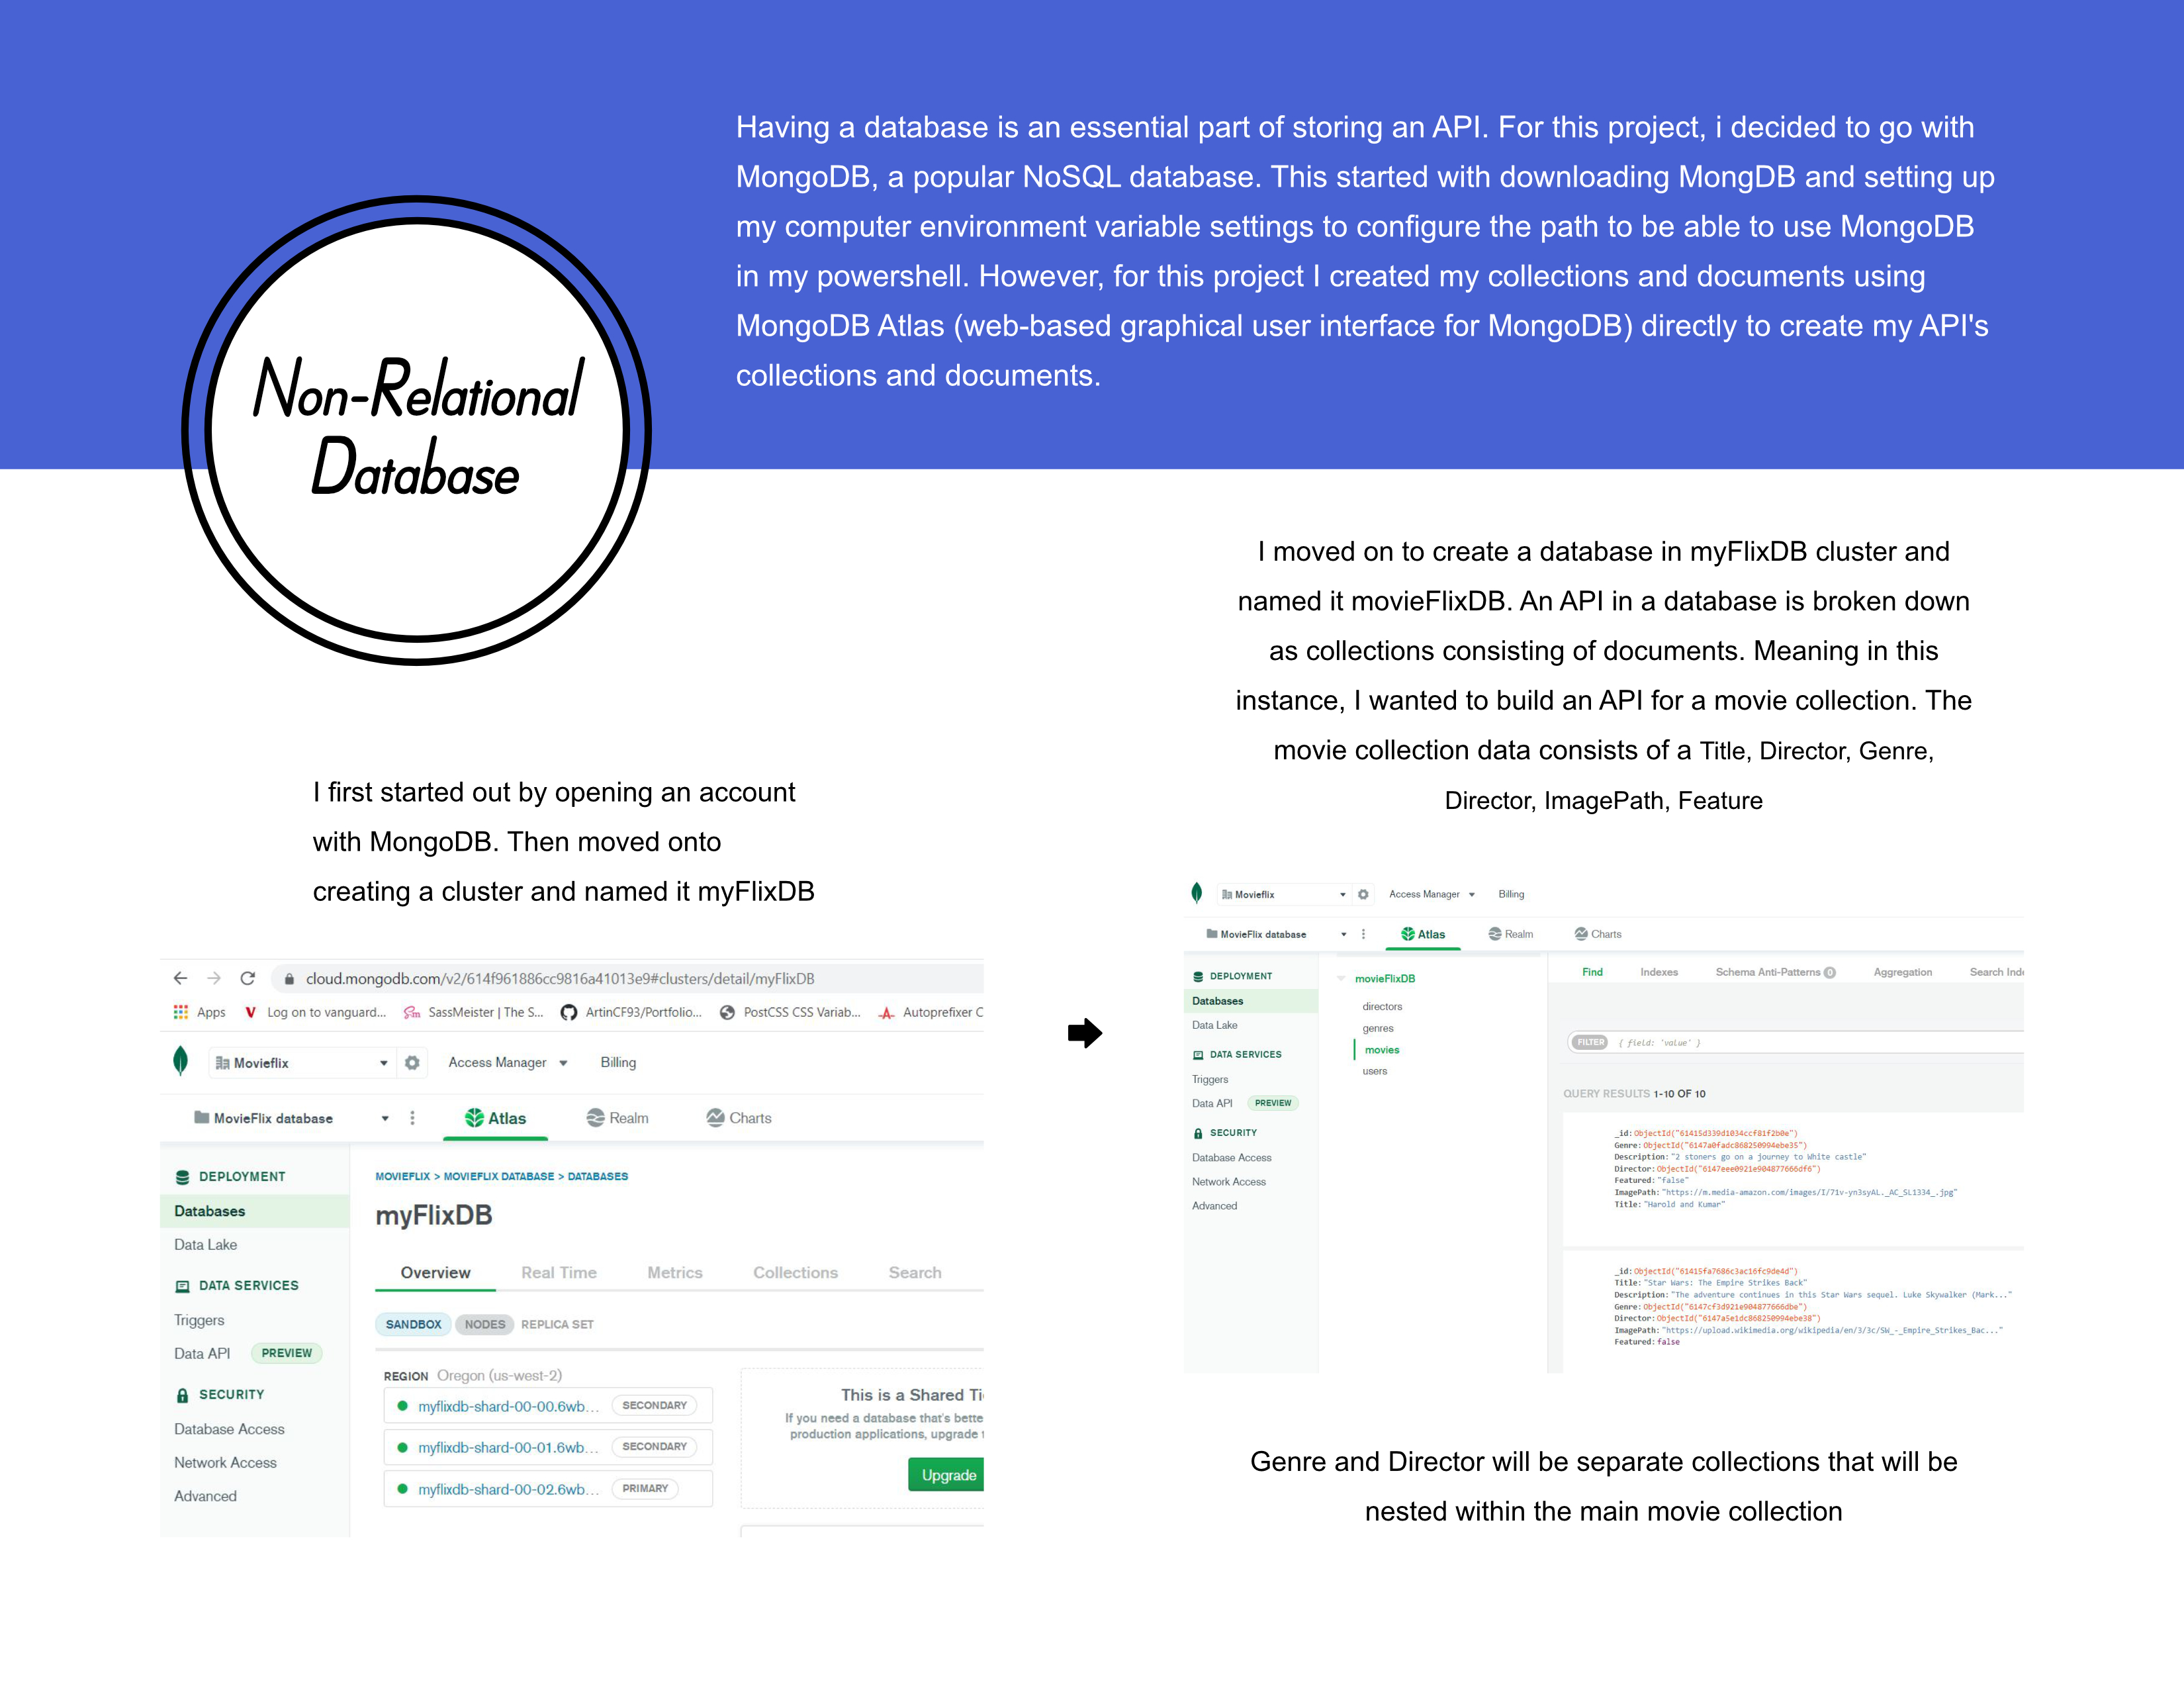 Having a database is an essential part of storing an API. For this project, i decided to go with
MongoDB, a popular NoSQL database. This started with downloading MongDB and setting up
my computer environment variable settings to configure the path to be able to use MongoDB
in my powershell. However, for this project I created my collections and documents using
MongoDB Atlas (web-based graphical user interface for MongoDB) directly to create my API's
collections and documents.
Non-Relational
Database
I first started out by opening an account
with MongoDB. Then moved onto
creating a cluster and named it myFlixDB
cloud.mongodb.com/v2/614f961886cc9816a41013e9#clusters/detail/myFlixDB
Apps Log on to vanguard... SassMeister | The S... ArtinCF93/Portfolio... PostCSS CSS Variab... Autoprefixer C
Movieflix Access Manager Billing
MovieFlix database Atlas Realm Charts
DEPLOYMENT
Databases
Data Lake
DATA SERVICES
Triggers
Data API PREVIEW
SECURITY
Database Access
Network Access
Advanced
MOVIEFLIX > MOVIEFLIX DATABASE > DATABASES
myFlixDB
Overview Real Time Metrics Collections Search
SANDBOX NODES REPLICA SET
REGION Oregon (us-west-2)
myflixdb-shard-00-00.6wb... SECONDARY
myflixdb-shard-00-01.6wb... SECONDARY
myflixdb-shard-00-02.6wb... PRIMARY
This is a Shared Ti
If you need a database that's bette
production applications, upgrade t
Upgrade
I moved on to create a database in myFlixDB cluster and
named it movieFlixDB. An API in a database is broken down
as collections consisting of documents. Meaning in this
instance, I wanted to build an API for a movie collection. The
movie collection data consists of a Title, Director, Genre,
Director, ImagePath, Feature
Movieflix Access Manager Billing
MovieFlix database Atlas Realm Charts
DEPLOYMENT
Databases
Data Lake
DATA SERVICES
Triggers
Data API PREVIEW
SECURITY
Database Access
Network Access
Advanced
movieFlixDB
directors
genres
movies
users
Find Indexes Schema Anti-Patterns 0 Aggregation Search Inde
FILTER { field: 'value' }
QUERY RESULTS 1-10 OF 10
_id: ObjectId("61415d339d1034ccf81f2b0e")
Genre: ObjectId("6147a0fadc868250994ebe35")
Description: "2 stoners go on a journey to White castle"
Director: ObjectId("6147eee0921e904877666df6")
Featured: "false"
ImagePath: "https://m.media-amazon.com/images/I/71v-yn3syAL._AC_SL1334_.jpg"
Title: "Harold and Kumar"
_id: ObjectId("61415fa7686c3ac16fc9de4d")
Title: "Star Wars: The Empire Strikes Back"
Description: "The adventure continues in this Star Wars sequel. Luke Skywalker (Mark..."
Genre: ObjectId("6147cf3d921e904877666dbe")
Director: ObjectId("6147a5e1dc868250994ebe38")
ImagePath: "https://upload.wikimedia.org/wikipedia/en/3/3c/SW_-_Empire_Strikes_Bac..."
Featured: false
Genre and Director will be separate collections that will be
nested within the main movie collection